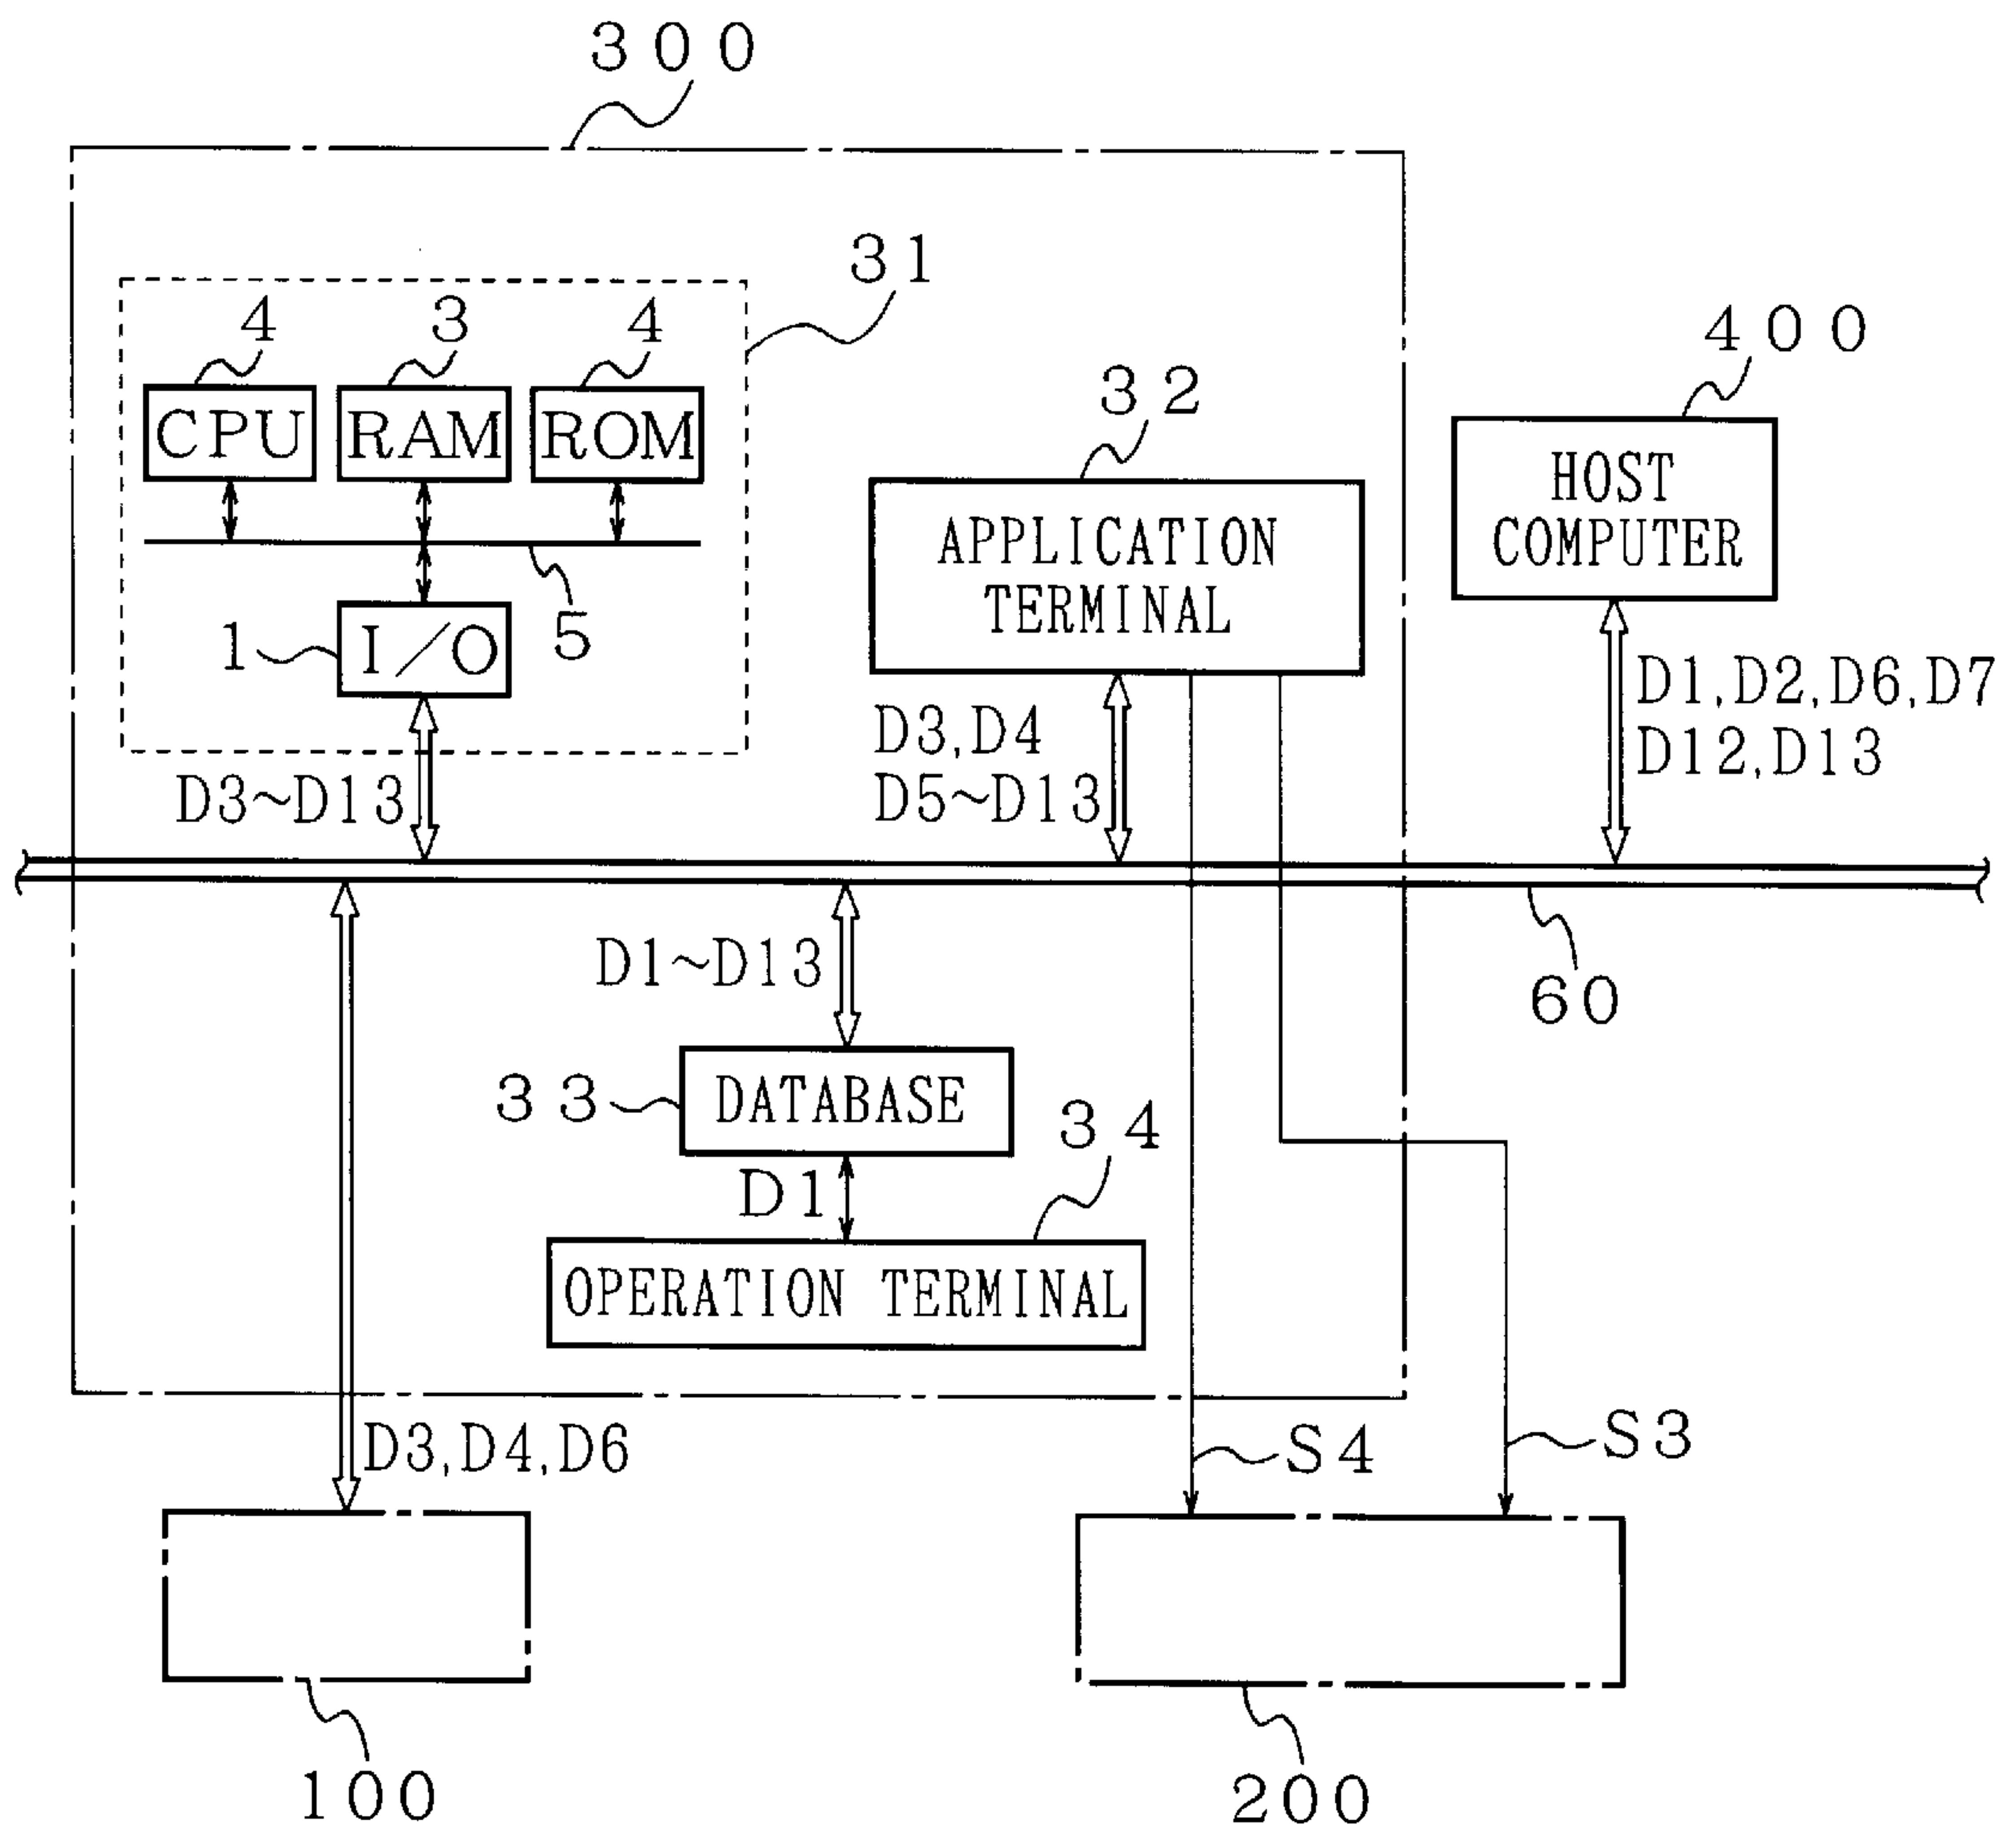 300
31
4
3
4
CPU
RAM
ROM
5
1
I/O
D3~D13
32
APPLICATION
TERMINAL
D3,D4
D5~D13
400
HOST
COMPUTER
D1,D2,D6,D7
D12,D13
60
D1~D13
33
DATABASE
34
D1
OPERATION TERMINAL
D3,D4,D6
S4
S3
100
200